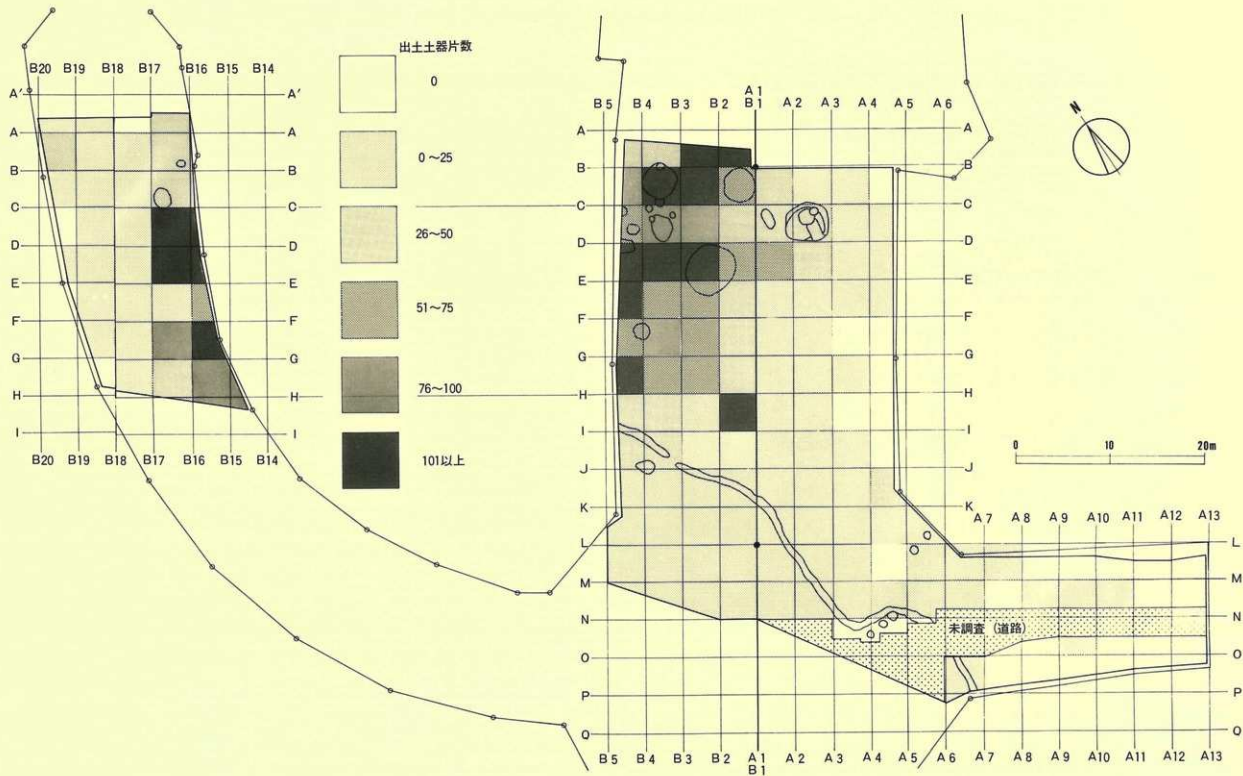 出土土器片数
0
0～25
26～50
51～75
76～100
101以上
B20 B19 B18 B17 B16 B15 B14
A' A'
A A
B B
C C
D D
E E
F F
G G
H H
I I
B20 B19 B18 B17 B16 B15 B14
A1
B5 B4 B3 B2 B1 A2 A3 A4 A5 A6
A A
B B
C C
D D
E E
F F
G G
H H
I I
J J
K K
A7 A8 A9 A10 A11 A12 A13
L L
M M
N N
O O
P P
Q Q
未調査(道路)
B5 B4 B3 B2 A1 A2 A3 A4 A5 A6 A7 A8 A9 A10 A11 A12 A13
B1
N
0 10 20m